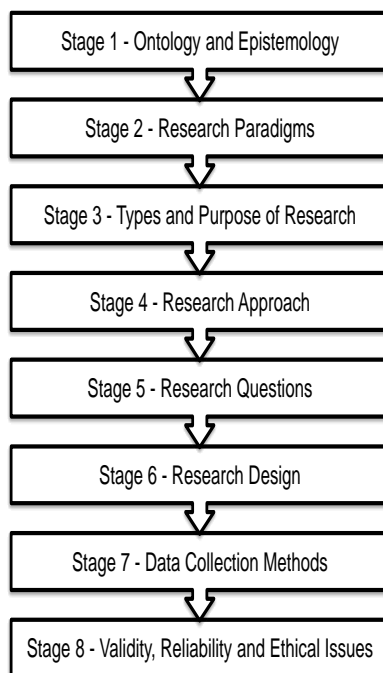 Stage 1 - Ontology and Epistemology
Stage 2 - Research Paradigms
Stage 3 - Types and Purpose of Research
Stage 4 - Research Approach
Stage 5 - Research Questions
Stage 6 - Research Design
Stage 7 - Data Collection Methods
Stage 8 - Validity, Reliability and Ethical Issues